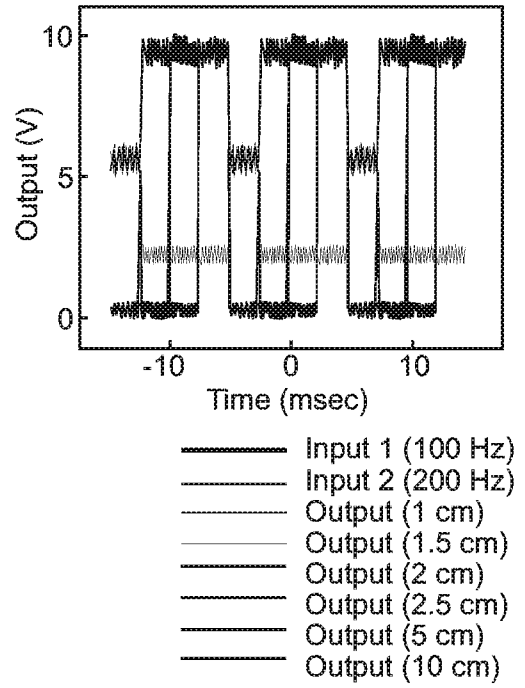 10
5
0
Output (V)
-10
0
10
Time (msec)
Input 1 (100 Hz)
Input 2 (200 Hz)
Output (1 cm)
Output (1.5 cm)
Output (2 cm)
Output (2.5 cm)
Output (5 cm)
Output (10 cm)